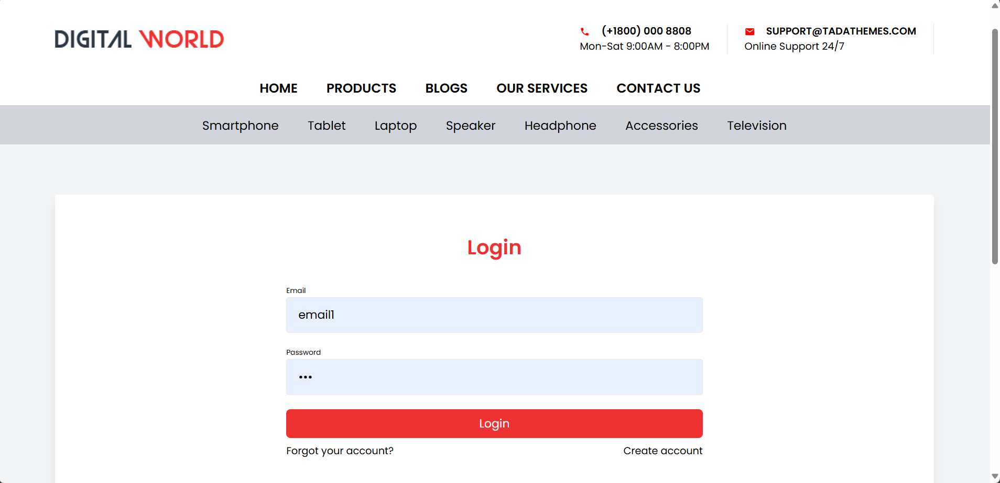 DIGITAL WORLD
(+1800) 000 8808
Mon-Sat 9:00AM - 8:00PM
SUPPORT@TADATHEMES.COM
Online Support 24/7
HOME PRODUCTS BLOGS OUR SERVICES CONTACT US
Smartphone Tablet Laptop Speaker Headphone Accessories Television
Login
Email
email1
Password
•••
Login
Forgot your account? Create account